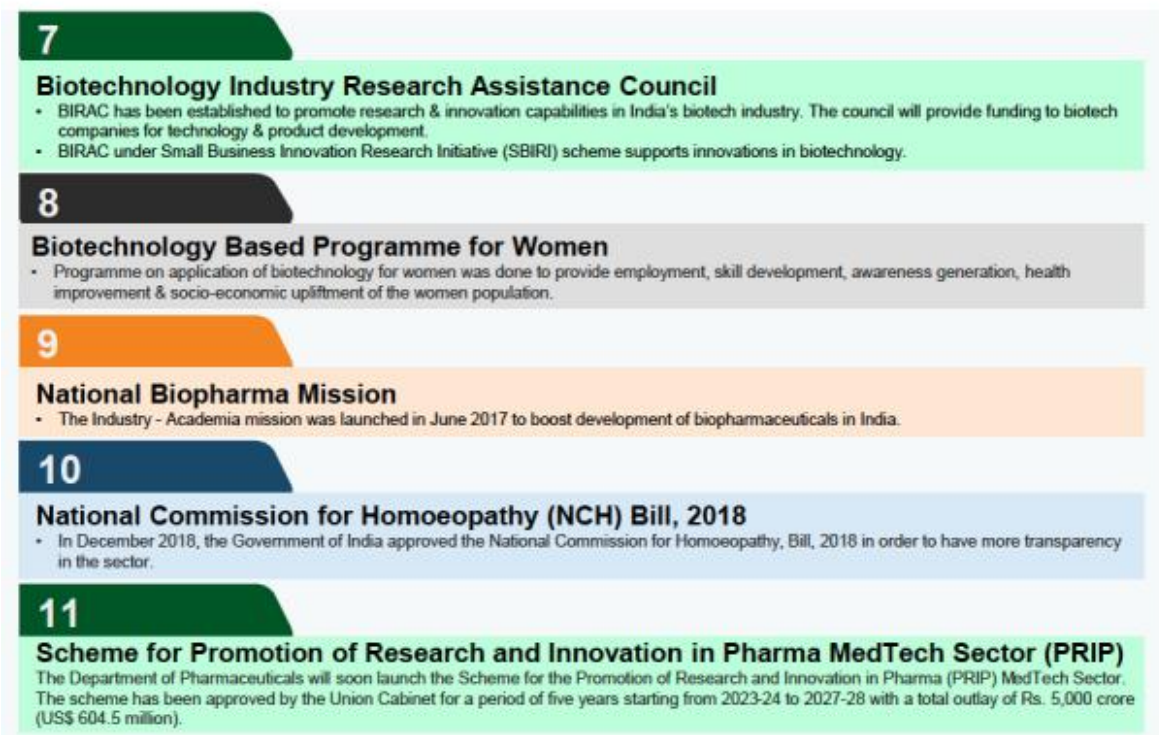 7
Biotechnology Industry Research Assistance Council
• BIRAC has been established to promote research & innovation capabilities in India's biotech industry. The council will provide funding to biotech
companies for technology & product development.
• BIRAC under Small Business Innovation Research Initiative (SBIRI) scheme supports innovations in biotechnology.
8
Biotechnology Based Programme for Women
• Programme on application of biotechnology for women was done to provide employment, skill development, awareness generation, health
improvement & socio-economic upliftment of the women population.
9
National Biopharma Mission
• The Industry - Academia mission was launched in June 2017 to boost development of biopharmaceuticals in India.
10
National Commission for Homoeopathy (NCH) Bill, 2018
• In December 2018, the Government of India approved the National Commission for Homoeopathy, Bill, 2018 in order to have more transparency
in the sector.
11
Scheme for Promotion of Research and Innovation in Pharma MedTech Sector (PRIP)
The Department of Pharmaceuticals will soon launch the Scheme for the Promotion of Research and Innovation in Pharma (PRIP) MedTech Sector.
The scheme has been approved by the Union Cabinet for a period of five years starting from 2023-24 to 2027-28 with a total outlay of Rs. 5,000 crore
(US$ 604.5 million).